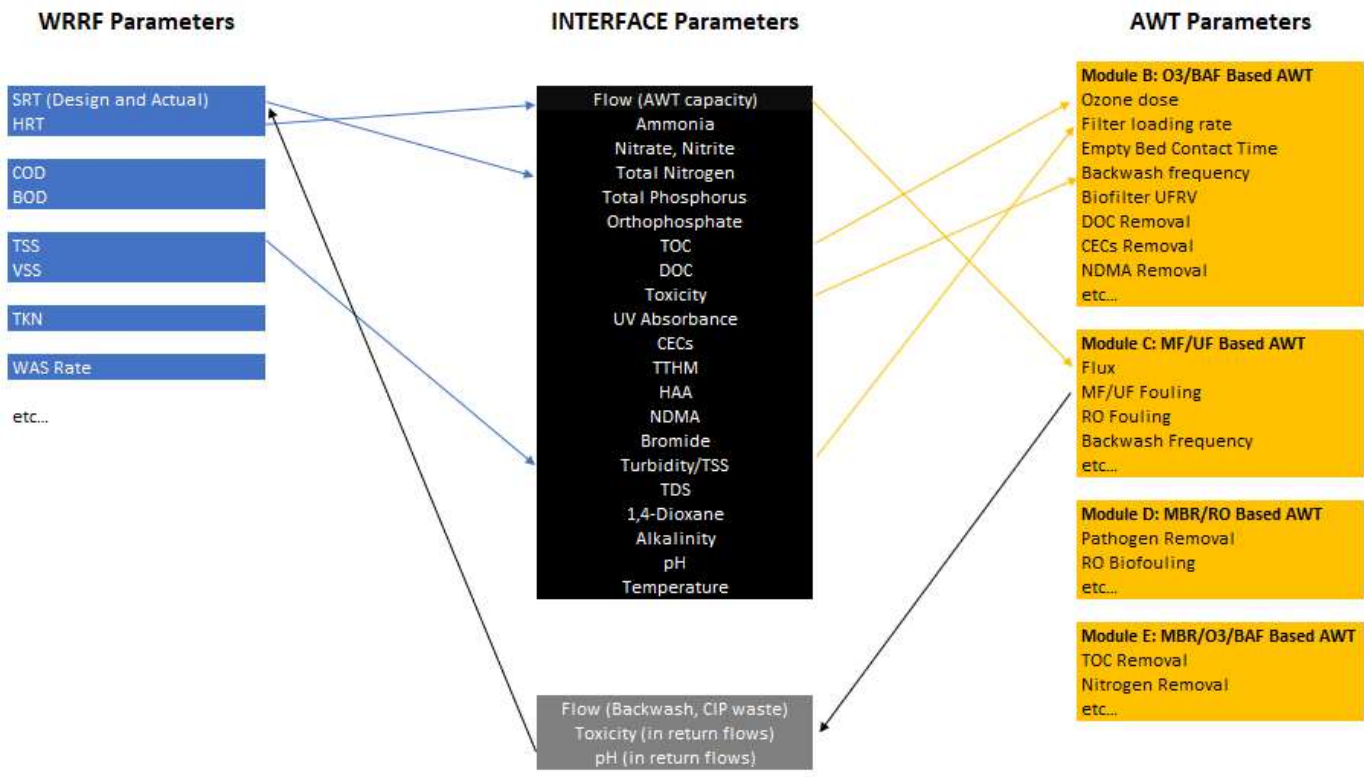 WRRF Parameters
SRT (Design and Actual)
HRT
COD
BOD
TSS
VSS
TKN
WAS Rate
etc...
INTERFACE Parameters
Flow (AWT capacity)
Ammonia
Nitrate, Nitrite
Total Nitrogen
Total Phosphorus
Orthophosphate
TOC
DOC
Toxicity
UV Absorbance
CECs
TTHM
HAA
NDMA
Bromide
Turbidity/TSS
TDS
1,4-Dioxane
Alkalinity
pH
Temperature
Flow (Backwash, CIP waste)
Toxicity (in return flows)
pH (in return flows)
AWT Parameters
Module B: O3/BAF Based AWT
Ozone dose
Filter loading rate
Empty Bed Contact Time
Backwash frequency
Biofilter UFRV
DOC Removal
CECs Removal
NDMA Removal
etc...
Module C: MF/UF Based AWT
Flux
MF/UF Fouling
RO Fouling
Backwash Frequency
etc...
Module D: MBR/RO Based AWT
Pathogen Removal
RO Biofouling
etc...
Module E: MBR/O3/BAF Based AWT
TOC Removal
Nitrogen Removal
etc...